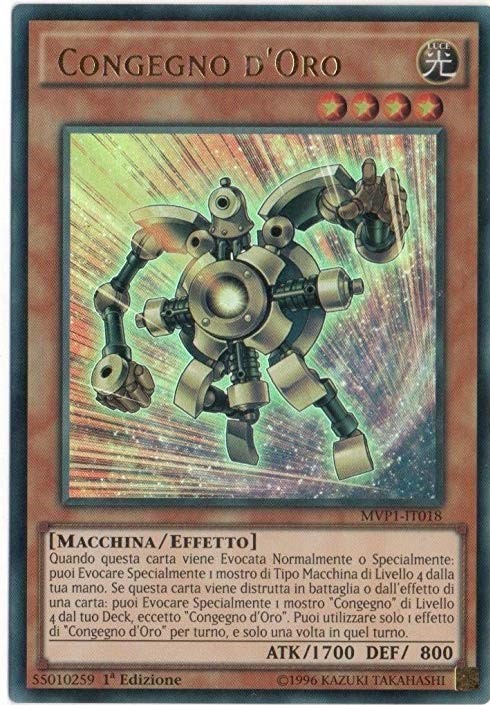 CONGEGNO D'ORO
LUCE
光
MVP1-IT018
[MACCHINA/EFFETTO]
Quando questa carta viene Evocata Normalmente o Specialmente:
puoi Evocare Specialmente 1 mostro di Tipo Macchina di Livello 4 dalla
tua mano. Se questa carta viene distrutta in battaglia o dall'effetto di
una carta: puoi Evocare Specialmente 1 mostro "Congegno" di Livello
4 dal tuo Deck, eccetto "Congegno d'Oro". Puoi utilizzare solo 1 effetto
di "Congegno d'Oro" per turno, e solo una volta in quel turno.
ATK/1700 DEF/ 800
55010259 1ª Edizione ©1996 KAZUKI TAKAHASHI